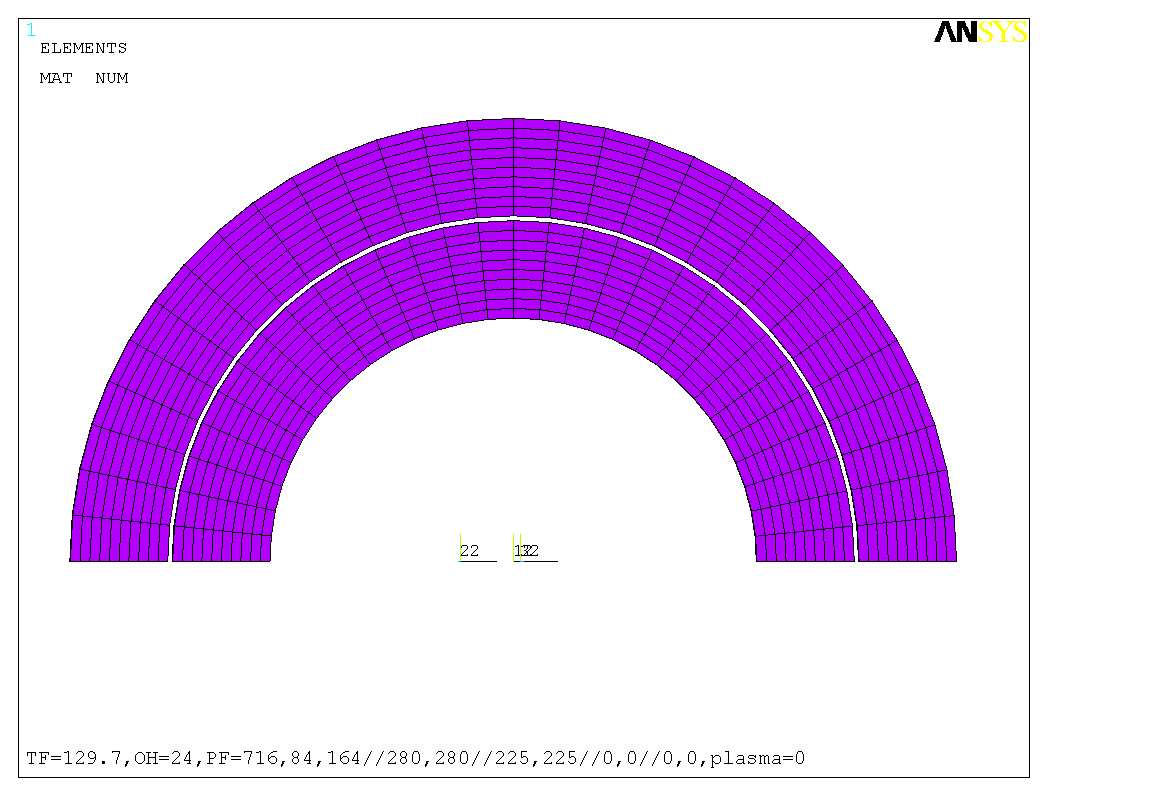 1
ANSYS
ELEMENTS
MAT NUM
22
TF=129.7,OH=24,PF=716,84,164//280,280//225,225//0,0//0,0,plasma=0